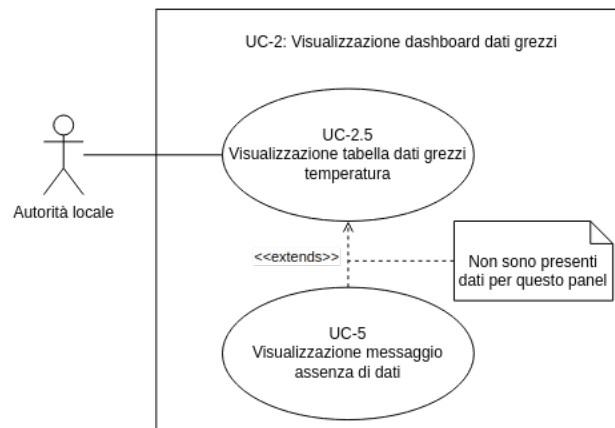 UC-2: Visualizzazione dashboard dati grezzi
UC-2.5
Visualizzazione tabella dati grezzi
temperatura
Autorità locale
<<extends>>
Non sono presenti
dati per questo panel
UC-5
Visualizzazione messaggio
assenza di dati